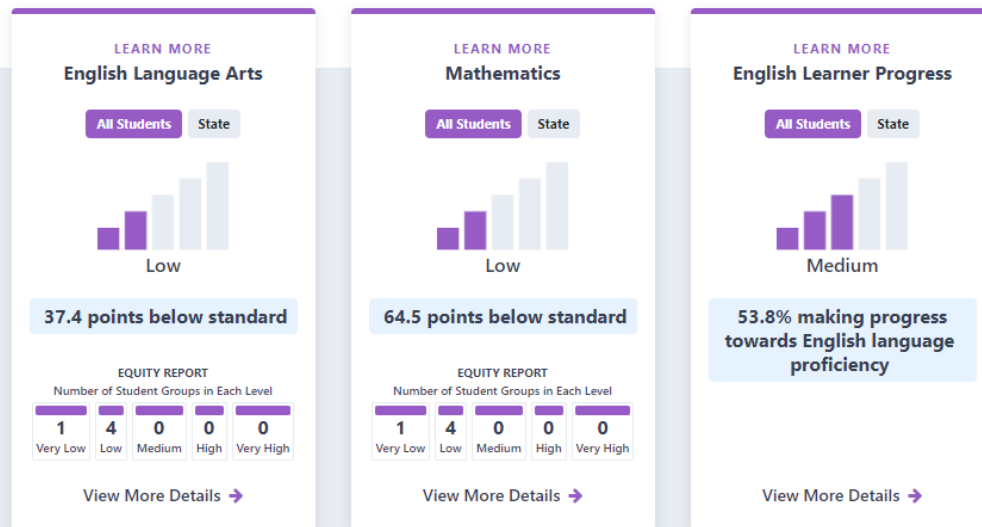 LEARN MORE
English Language Arts
All Students State
Low
37.4 points below standard
EQUITY REPORT
Number of Student Groups in Each Level
1 4 0 0 0
Very Low Low Medium High Very High
View More Details
LEARN MORE
Mathematics
All Students State
Low
64.5 points below standard
EQUITY REPORT
Number of Student Groups in Each Level
1 4 0 0 0
Very Low Low Medium High Very High
View More Details
LEARN MORE
English Learner Progress
All Students State
Medium
53.8% making progress
towards English language
proficiency
View More Details